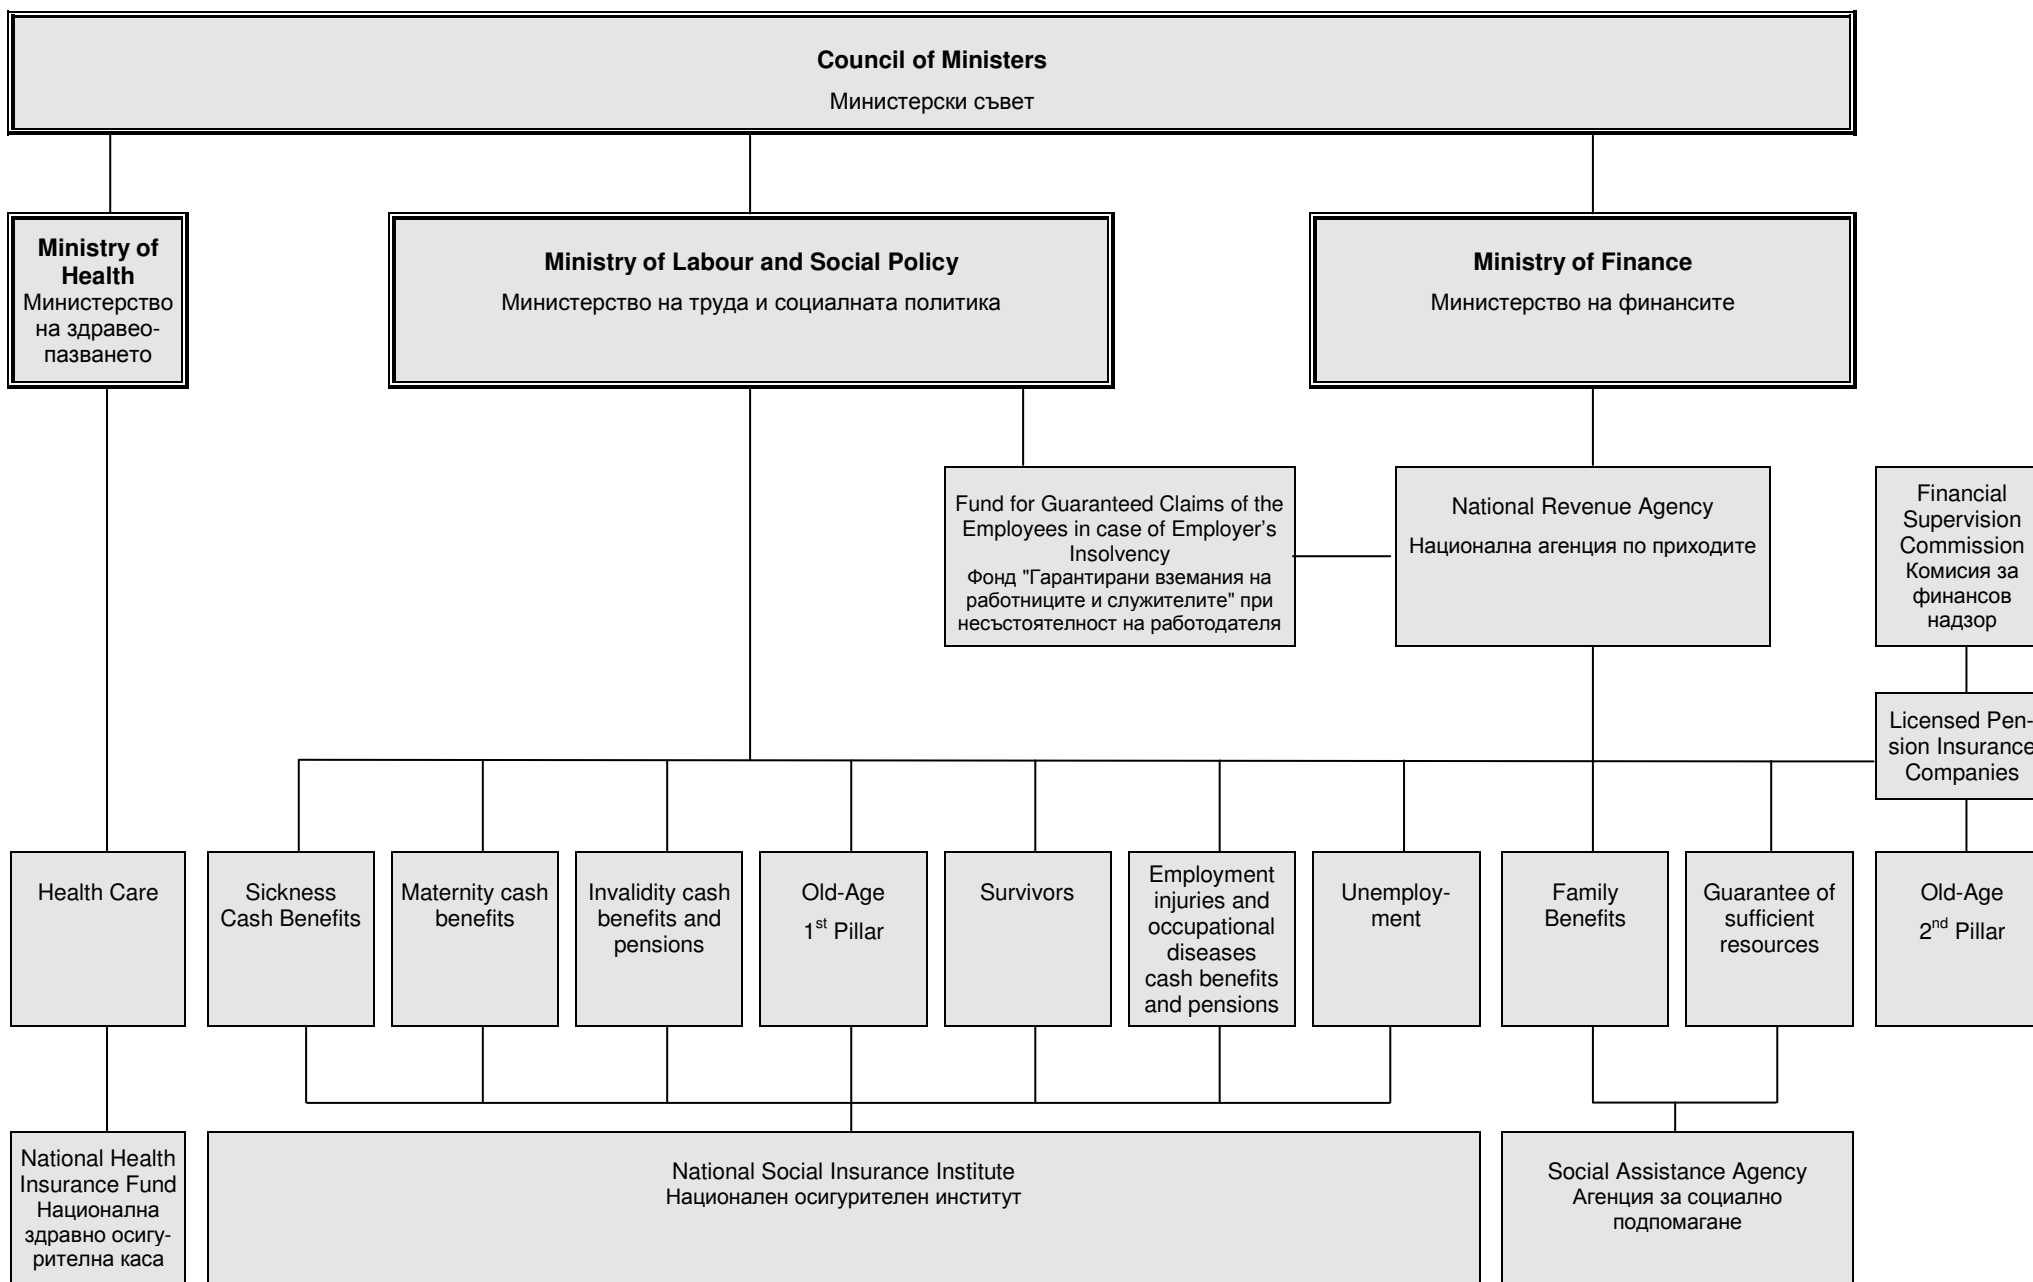 Council of Ministers
Министерски съвет
Ministry of
Health
Министерство
на здравео-
пазването
Ministry of Labour and Social Policy
Министерство на труда и социалната политика
Ministry of Finance
Министерство на финансите
Fund for Guaranteed Claims of the
Employees in case of Employer's
Insolvency
Фонд "Гарантирани вземания на
работниците и служителите" при
несъстоятелност на работодателя
National Revenue Agency
Национална агенция по приходите
Financial
Supervision
Commission
Комисия за
финансов
надзор
Licensed Pen-
sion Insurance
Companies
Health Care
Sickness
Cash Benefits
Maternity cash
benefits
Invalidity cash
benefits and
pensions
Old-Age
1st Pillar
Survivors
Employment
injuries and
occupational
diseases
cash benefits
and pensions
Unemploy-
ment
Family
Benefits
Guarantee of
sufficient
resources
Old-Age
2nd Pillar
National Health
Insurance Fund
Национална
здравно осигу-
рителна каса
National Social Insurance Institute
Национален осигурителен институт
Social Assistance Agency
Агенция за социално
подпомагане